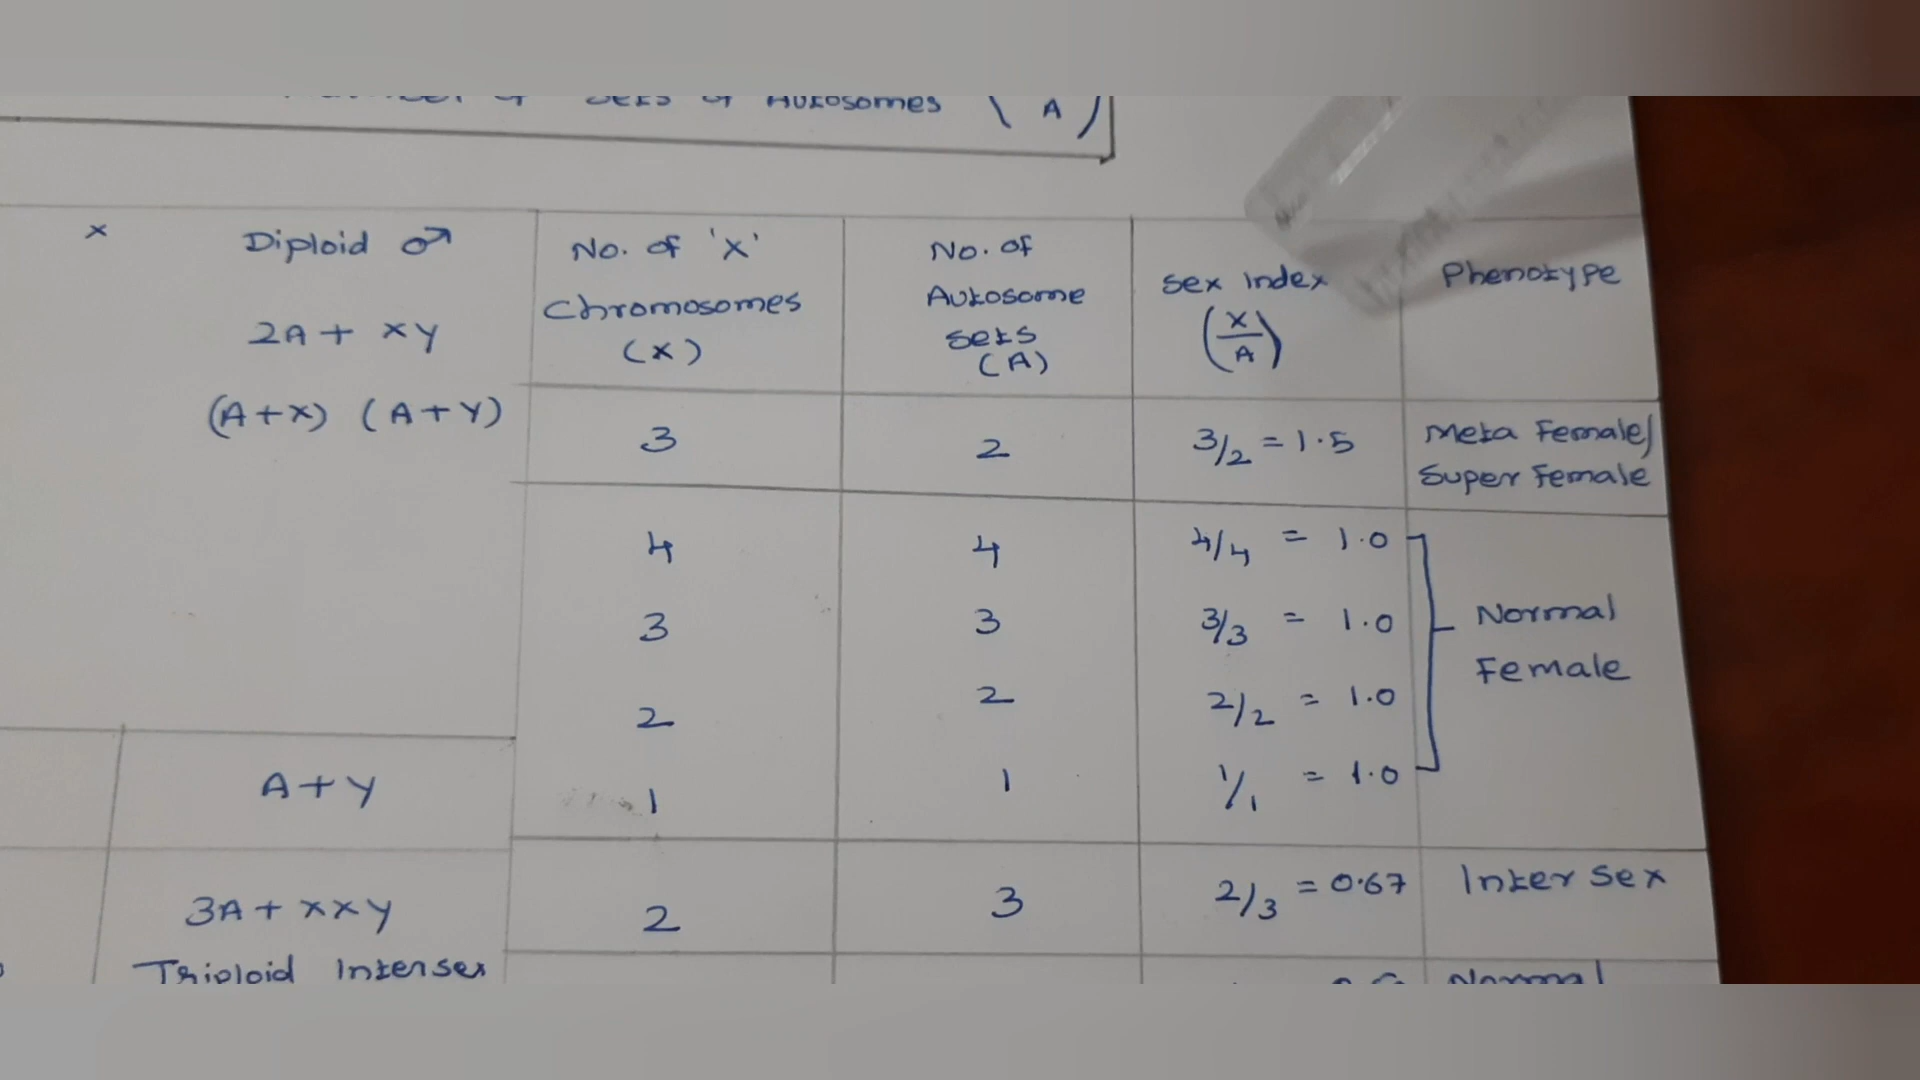 Sets of Autosomes ( A )
x Diploid ♂
2A + XY
(A+X) (A+Y)
A+Y
3A + XXY
Triploid Intersex
No. of 'X'
Chromosomes
(X)
No. of
Autosome
Sets
(A)
Sex Index
(X/A)
Phenotype
3 2 3/2 = 1.5 Meta Female/
Super Female
4 4 4/4 = 1.0
3 3 3/3 = 1.0 Normal
Female
2 2 2/2 = 1.0
1 1 1/1 = 1.0
2 3 2/3 = 0.67 Inter Sex
Normal